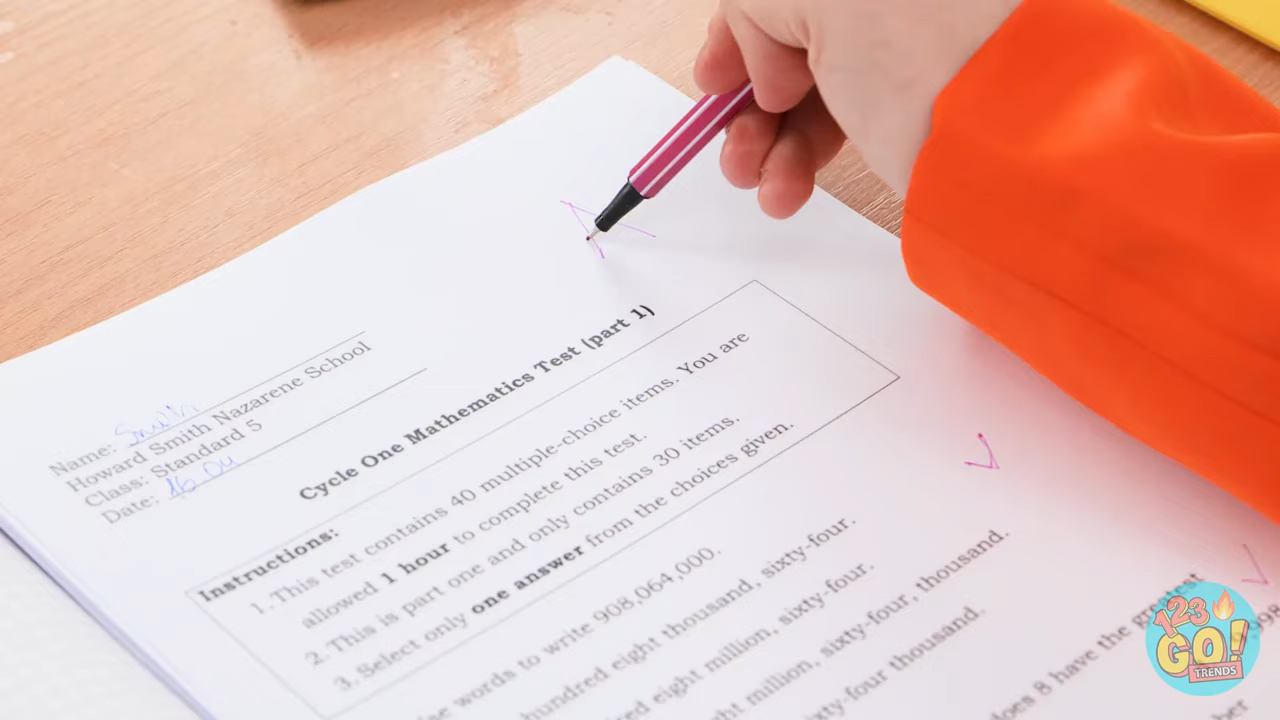 A
Name: Smith
Howard Smith Nazarene School
Class: Standard 5
Date: 16.04
Cycle One Mathematics Test (part 1)
Instructions:
1. This test contains 40 multiple-choice items. You are
allowed 1 hour to complete this test.
2. This is part one and only contains 30 items.
3. Select only one answer from the choices given.
words to write 908,064,000.
hundred eight thousand, sixty-four.
eight million, sixty-four.
million, sixty-four, thousand.
sixty-four thousand.
does 8 have the greatest
123
GO!
TRENDS